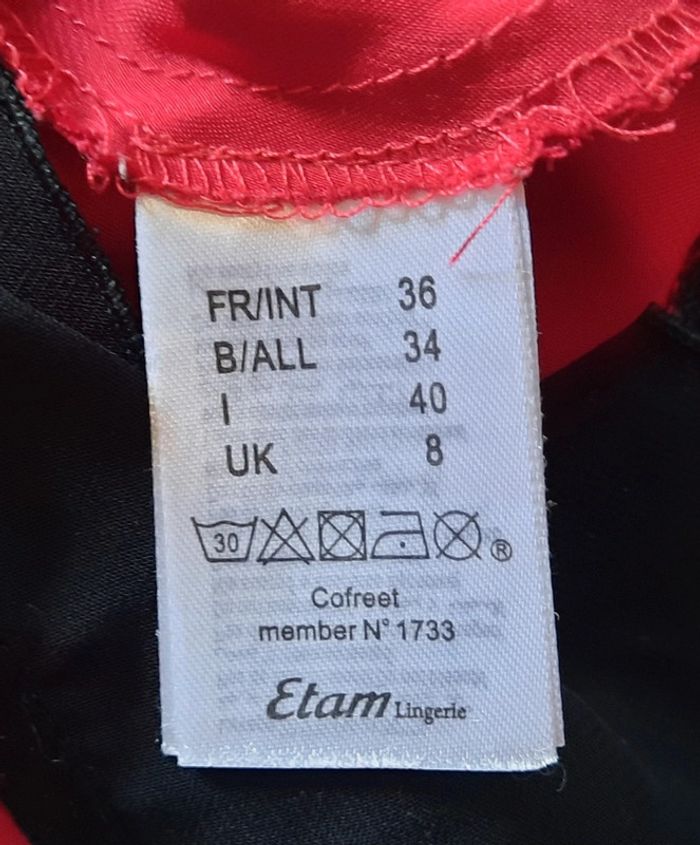 FR/INT 36
B/ALL 34
I 40
UK 8
30 ®
Cofreet
member N° 1733
Etam Lingerie